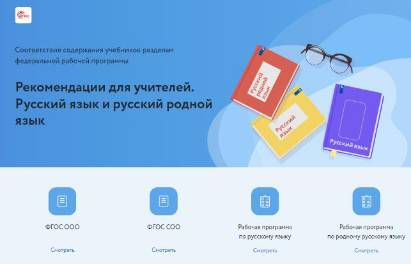 Соответствие содержания учебников разделам
федеральной рабочей программы
Рекомендации для учителей.
Русский язык и русский родной
язык
Русский
родной
язык
Русский
язык
Русский язык
ФГОС ООО
ФГОС СОО
Рабочая программа
по русскому языку
Рабочая программа
по родному русскому языку
Смотреть
Смотреть
Смотреть
Смотреть